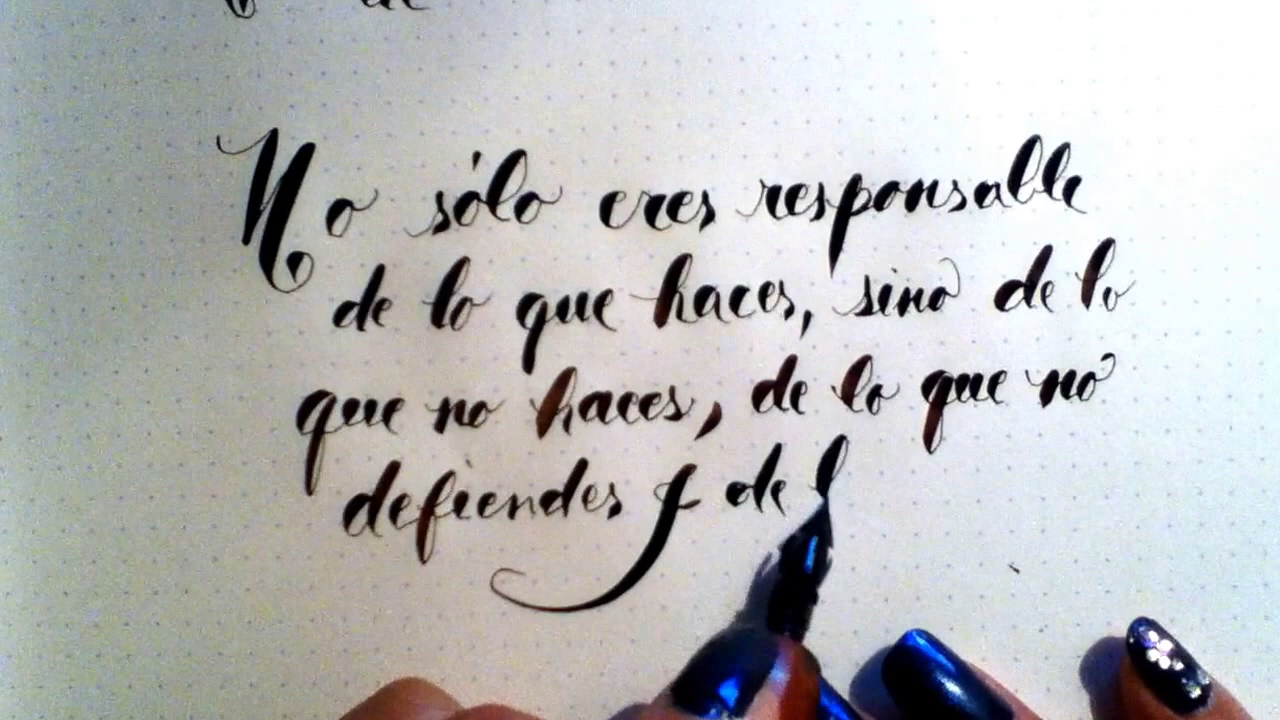 de
No sólo eres responsable
de lo que haces, sino de lo
que no haces, de lo que no
defiendes y de l